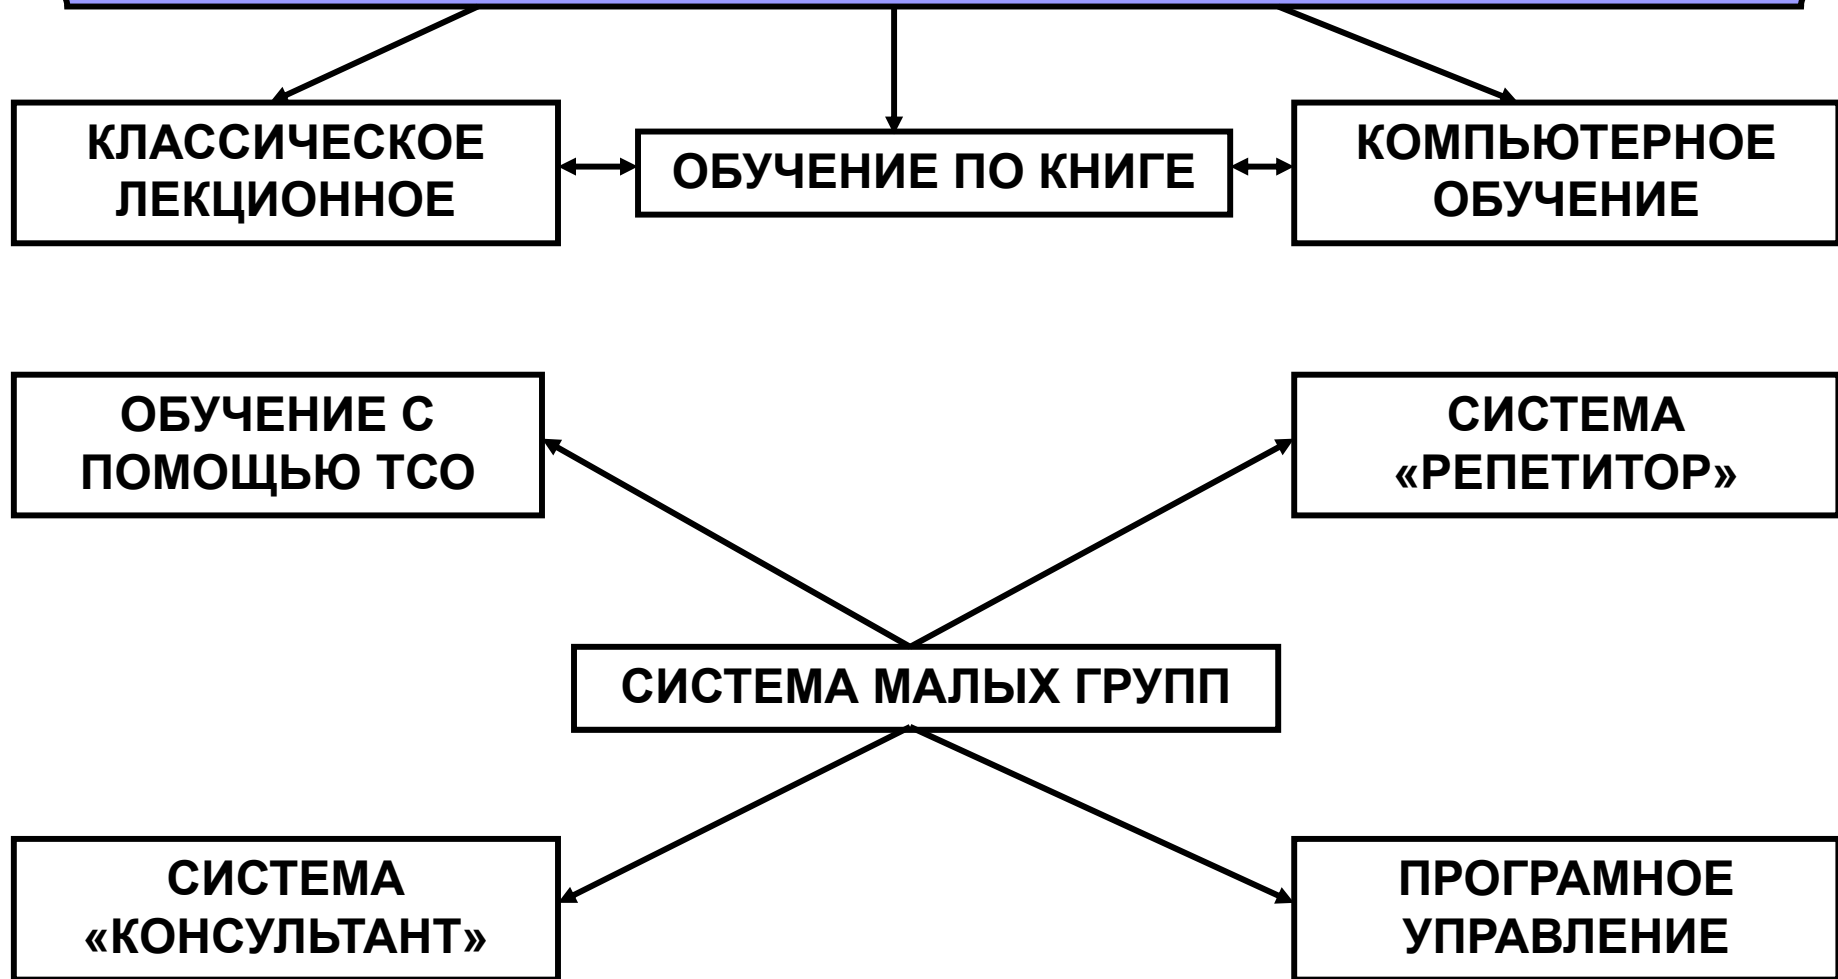 КЛАССИЧЕСКОЕ
ЛЕКЦИОННОЕ
ОБУЧЕНИЕ ПО КНИГЕ
КОМПЬЮТЕРНОЕ
ОБУЧЕНИЕ
ОБУЧЕНИЕ С
ПОМОЩЬЮ ТСО
СИСТЕМА
«РЕПЕТИТОР»
СИСТЕМА МАЛЫХ ГРУПП
СИСТЕМА
«КОНСУЛЬТАНТ»
ПРОГРАМНОЕ
УПРАВЛЕНИЕ